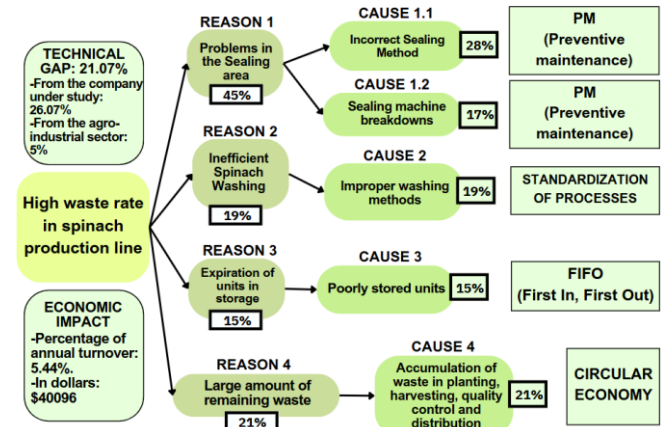 TECHNICAL
GAP: 21.07%
-From the company
under study:
26.07%
-From the agro-
industrial sector:
5%
High waste rate
in spinach
production line
ECONOMIC
IMPACT
-Percentage of
annual turnover:
5.44%.
-In dollars:
$40096
REASON 1
Problems in
the Sealing
area
45%
CAUSE 1.1
Incorrect Sealing
Method
28%
PM
(Preventive
maintenance)
CAUSE 1.2
Sealing machine
breakdowns
17%
PM
(Preventive
maintenance)
REASON 2
Inefficient
Spinach
Washing
19%
CAUSE 2
Improper washing
methods
19%
STANDARDIZATION
OF PROCESSES
REASON 3
Expiration of
units in
storage
15%
CAUSE 3
Poorly stored units
15%
FIFO
(First In, First Out)
REASON 4
Large amount of
remaining waste
21%
CAUSE 4
Accumulation of
waste in planting,
harvesting, quality
control and
distribution
21%
CIRCULAR
ECONOMY